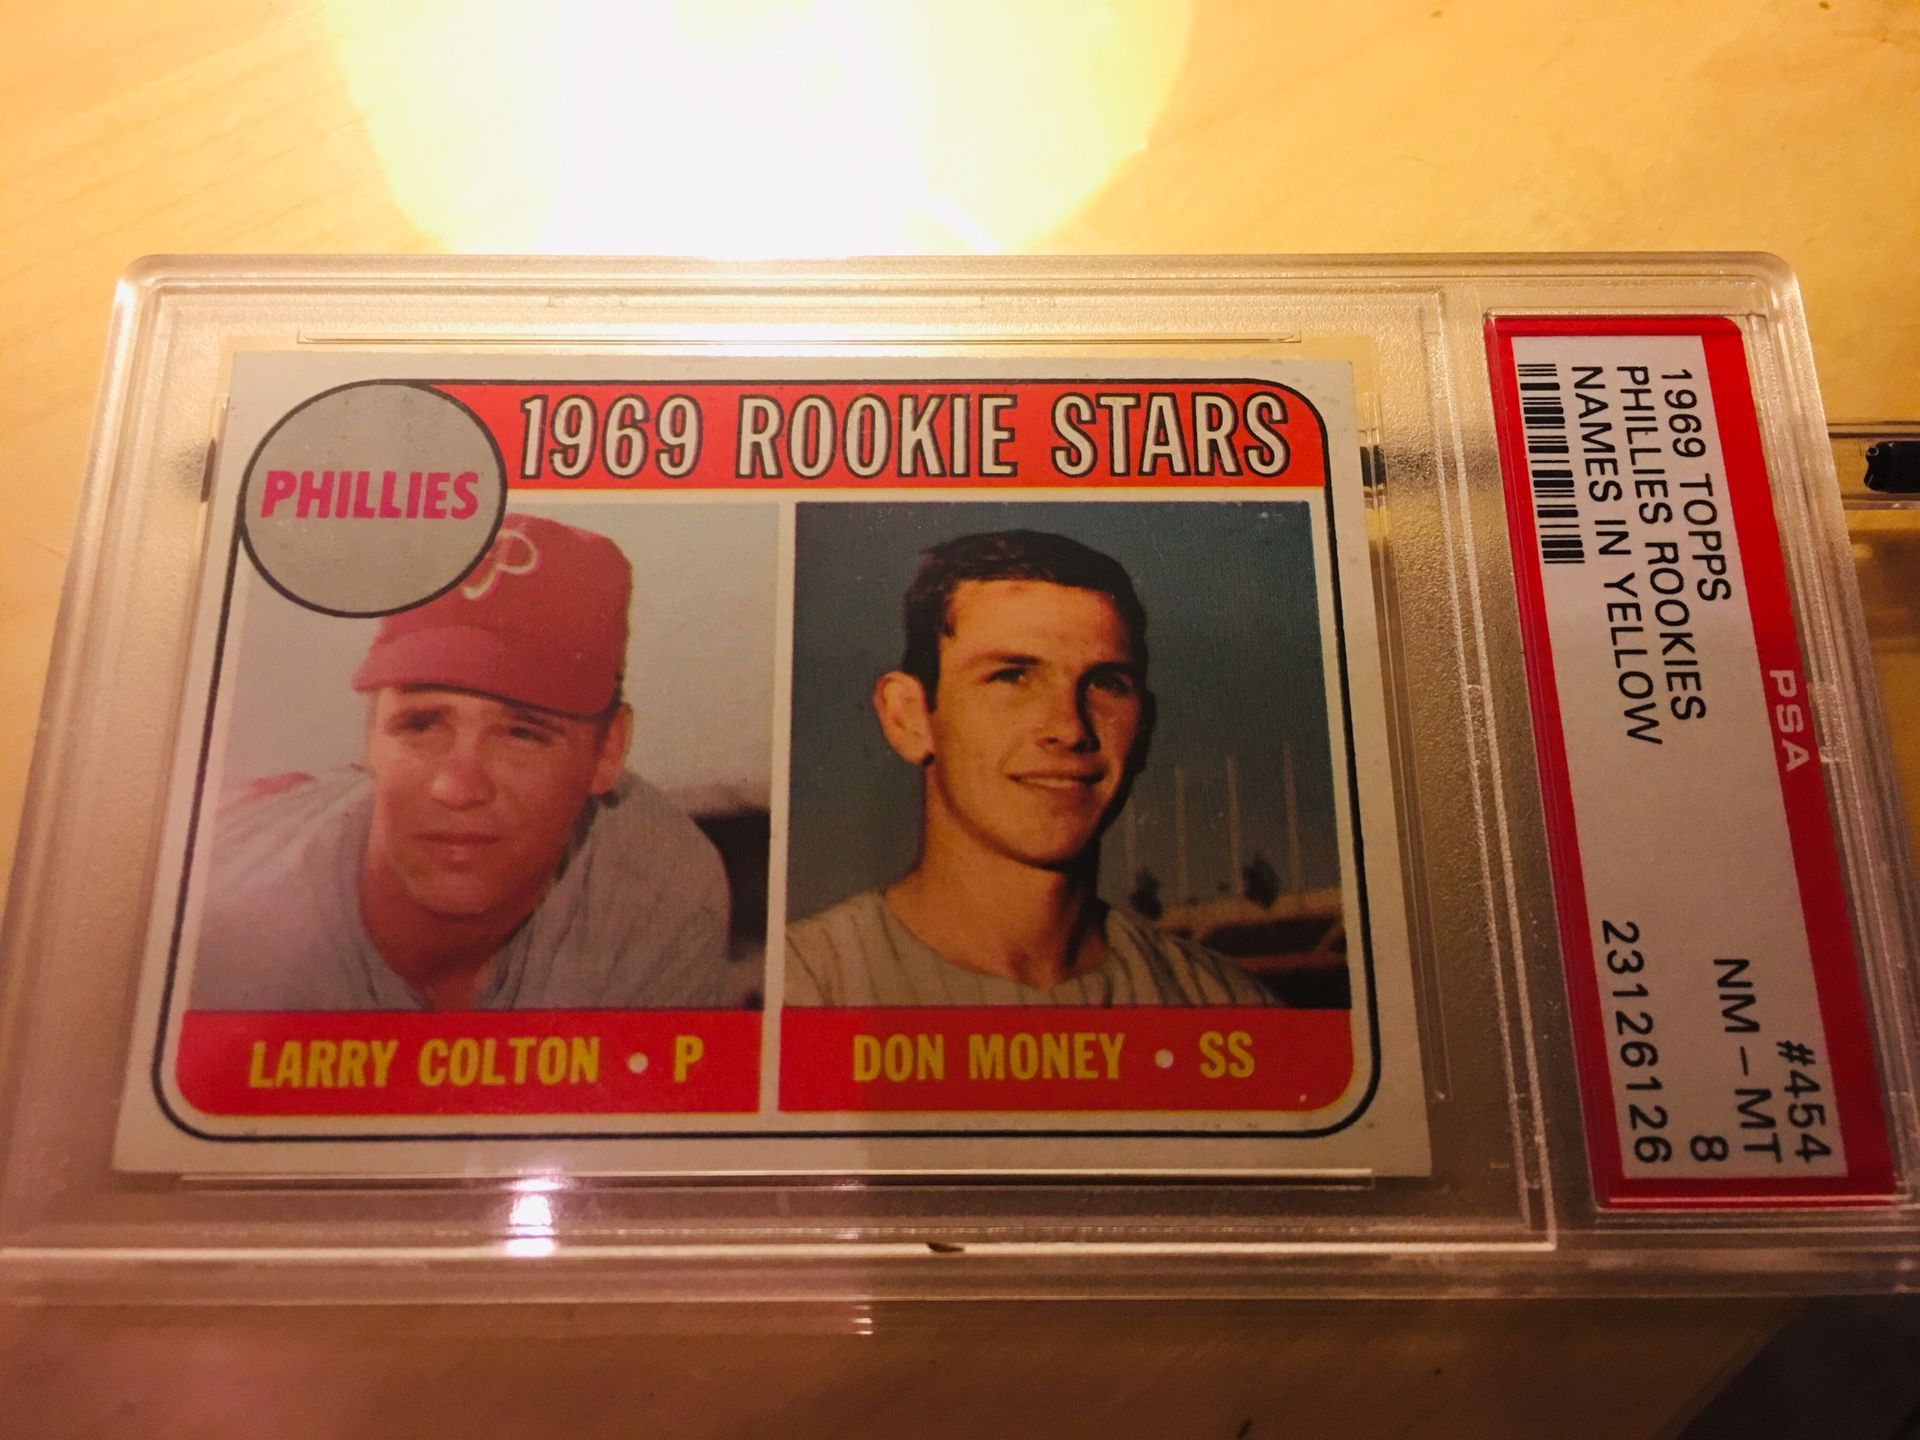 1969 ROOKIE STARS
PHILLIES
P
LARRY COLTON • P
DON MONEY • SS
1969 TOPPS #454
PHILLIES ROOKIES NM - MT
NAMES IN YELLOW 8
23126126
PSA